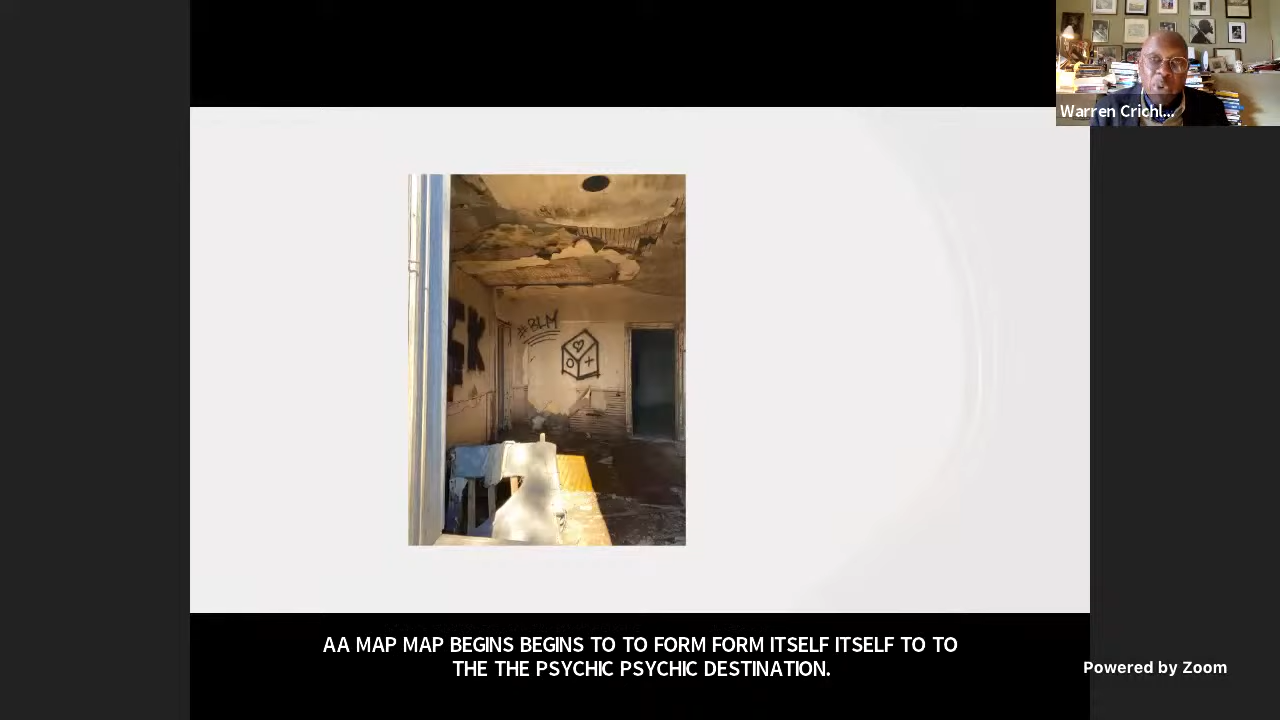 Warren Crichl...
EK
#BLM
AA MAP MAP BEGINS BEGINS TO TO FORM FORM ITSELF ITSELF TO TO
THE THE PSYCHIC PSYCHIC DESTINATION.
Powered by Zoom